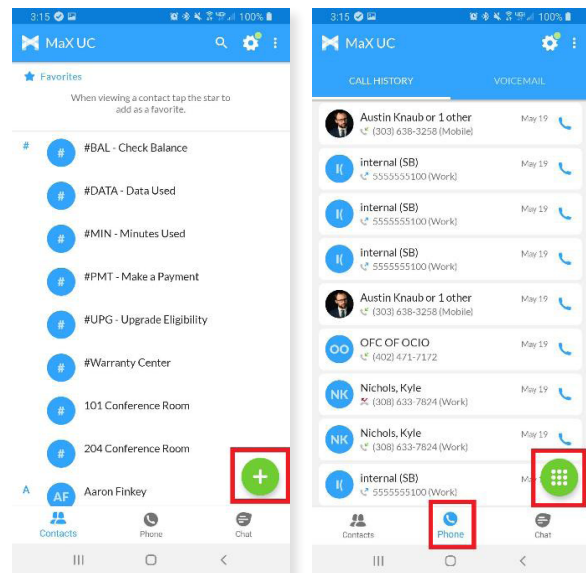 3:15
100%
MaX UC
Favorites
When viewing a contact tap the star to
add as a favorite.
#
# #BAL - Check Balance
# #DATA - Data Used
# #MIN - Minutes Used
# #PMT - Make a Payment
# #UPG - Upgrade Eligibility
# #Warranty Center
# 101 Conference Room
# 204 Conference Room
A
AF Aaron Finkey
Contacts Phone Chat
3:15
100%
MaX UC
CALL HISTORY VOICEMAIL
Austin Knaub or 1 other May 19
(303) 638-3258 (Mobile)
I( internal (SB) May 19
5555555100 (Work)
I( internal (SB) May 19
5555555100 (Work)
I( internal (SB) May 19
5555555100 (Work)
Austin Knaub or 1 other May 19
(303) 638-3258 (Mobile)
OO OFC OF OCIO May 19
(402) 471-7172
NK Nichols, Kyle May 19
(308) 633-7824 (Work)
NK Nichols, Kyle May 19
(308) 633-7824 (Work)
I( internal (SB) May 19
5555555100 (Work)
Contacts Phone Chat